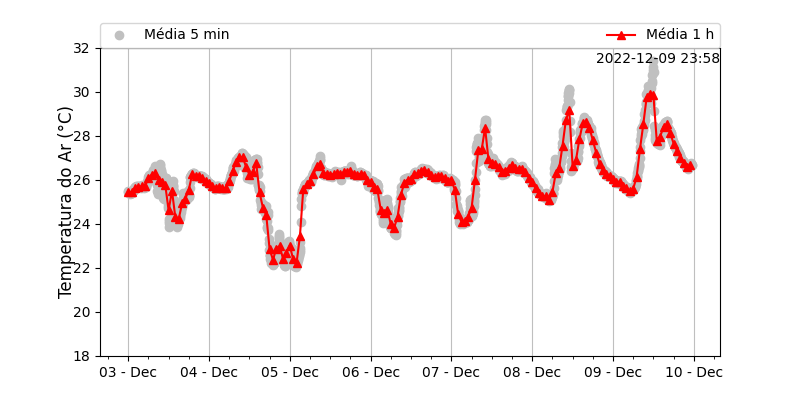 Média 5 min
Média 1 h
2022-12-09 23:58
Temperatura do Ar (°C)
32
30
28
26
24
22
20
18
03 - Dec
04 - Dec
05 - Dec
06 - Dec
07 - Dec
08 - Dec
09 - Dec
10 - Dec